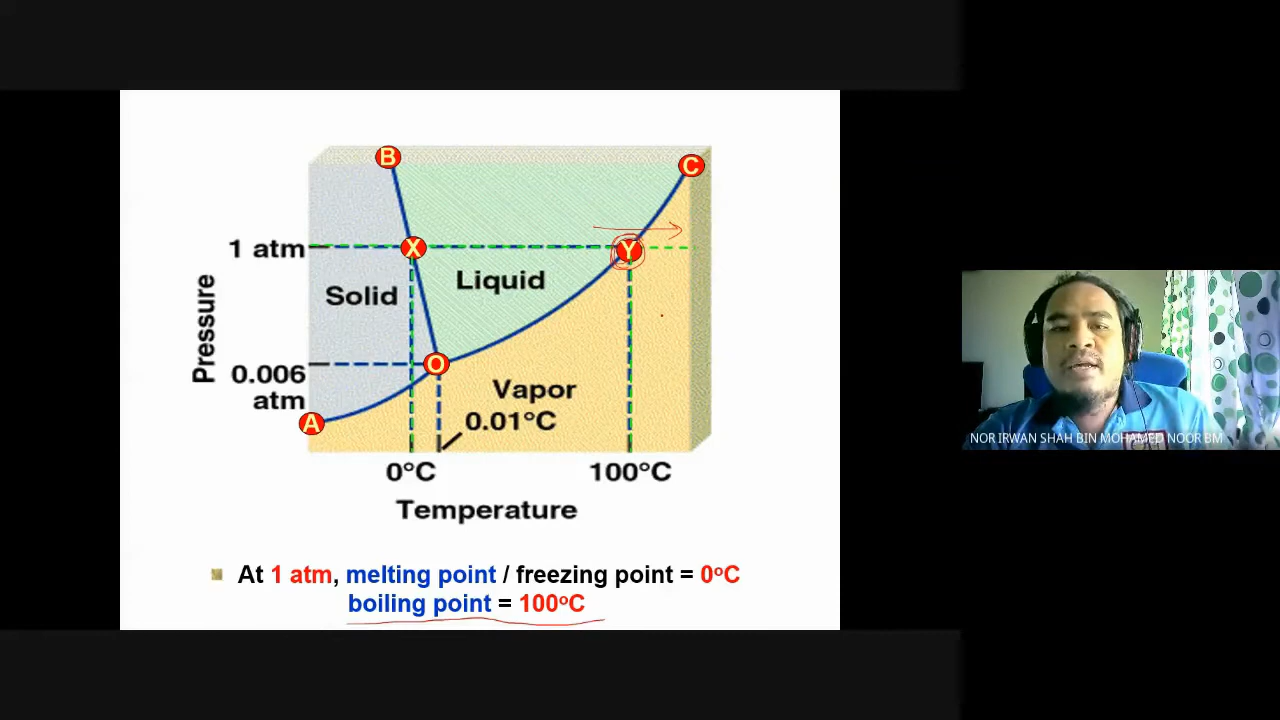 B
C
1 atm
X
Y
Liquid
Solid
Pressure
0.006
atm
O
Vapor
A
0.01°C
0°C
100°C
Temperature
At 1 atm, melting point / freezing point = 0°C
boiling point = 100°C
NOR IRWAN SHAH BIN MOHAMED NOOR BM